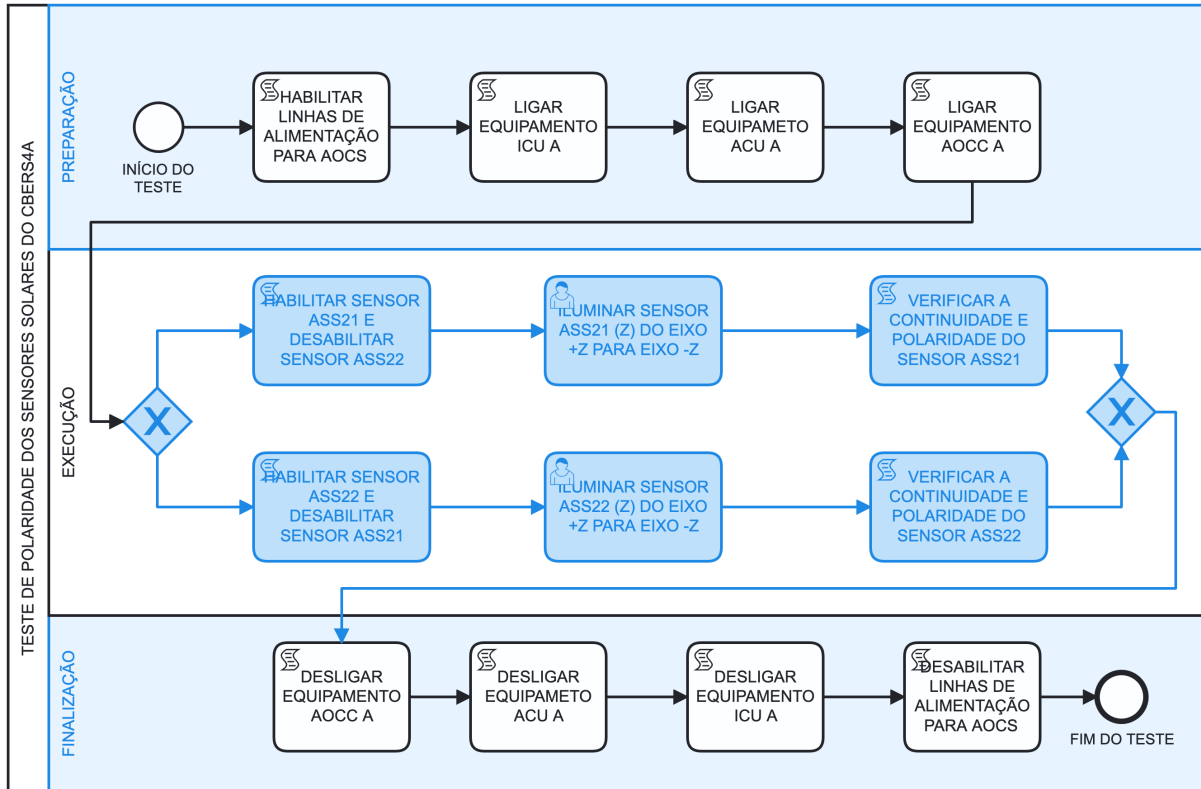 TESTE DE POLARIDADE DOS SENSORES SOLARES DO CBERS4A
PREPARAÇÃO
INÍCIO DO
TESTE
HABILITAR
LINHAS DE
ALIMENTAÇÃO
PARA AOCS
LIGAR
EQUIPAMENTO
ICU A
LIGAR
EQUIPAMETO
ACU A
LIGAR
EQUIPAMENTO
AOCC A
EXECUÇÃO
HABILITAR SENSOR
ASS21 E
DESABILITAR
SENSOR ASS22
ILUMINAR SENSOR
ASS21 (Z) DO EIXO
+Z PARA EIXO -Z
VERIFICAR A
CONTINUIDADE E
POLARIDADE DO
SENSOR ASS21
X
X
HABILITAR SENSOR
ASS22 E
DESABILITAR
SENSOR ASS21
ILUMINAR SENSOR
ASS22 (Z) DO EIXO
+Z PARA EIXO -Z
VERIFICAR A
CONTINUIDADE E
POLARIDADE DO
SENSOR ASS22
FINALIZAÇÃO
DESLIGAR
EQUIPAMENTO
AOCC A
DESLIGAR
EQUIPAMETO
ACU A
DESLIGAR
EQUIPAMENTO
ICU A
DESABILITAR
LINHAS DE
ALIMENTAÇÃO
PARA AOCS
FIM DO TESTE